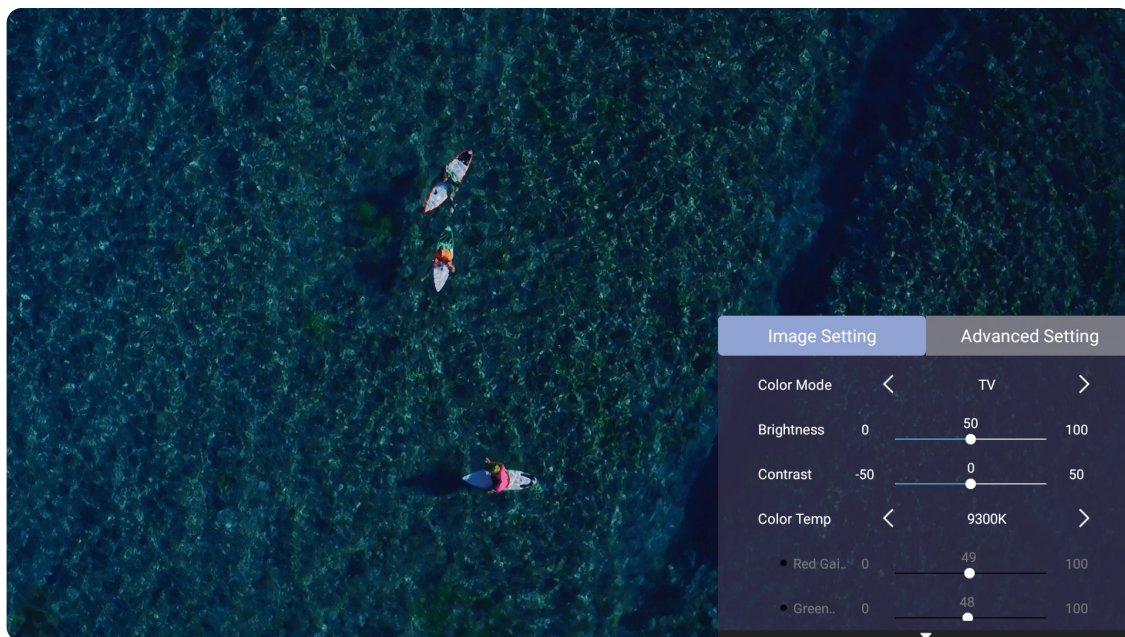 Image Setting Advanced Setting
Color Mode TV
Brightness 0 50 100
Contrast -50 0 50
Color Temp 9300K
Red Gai.. 0 49 100
Green.. 0 48 100